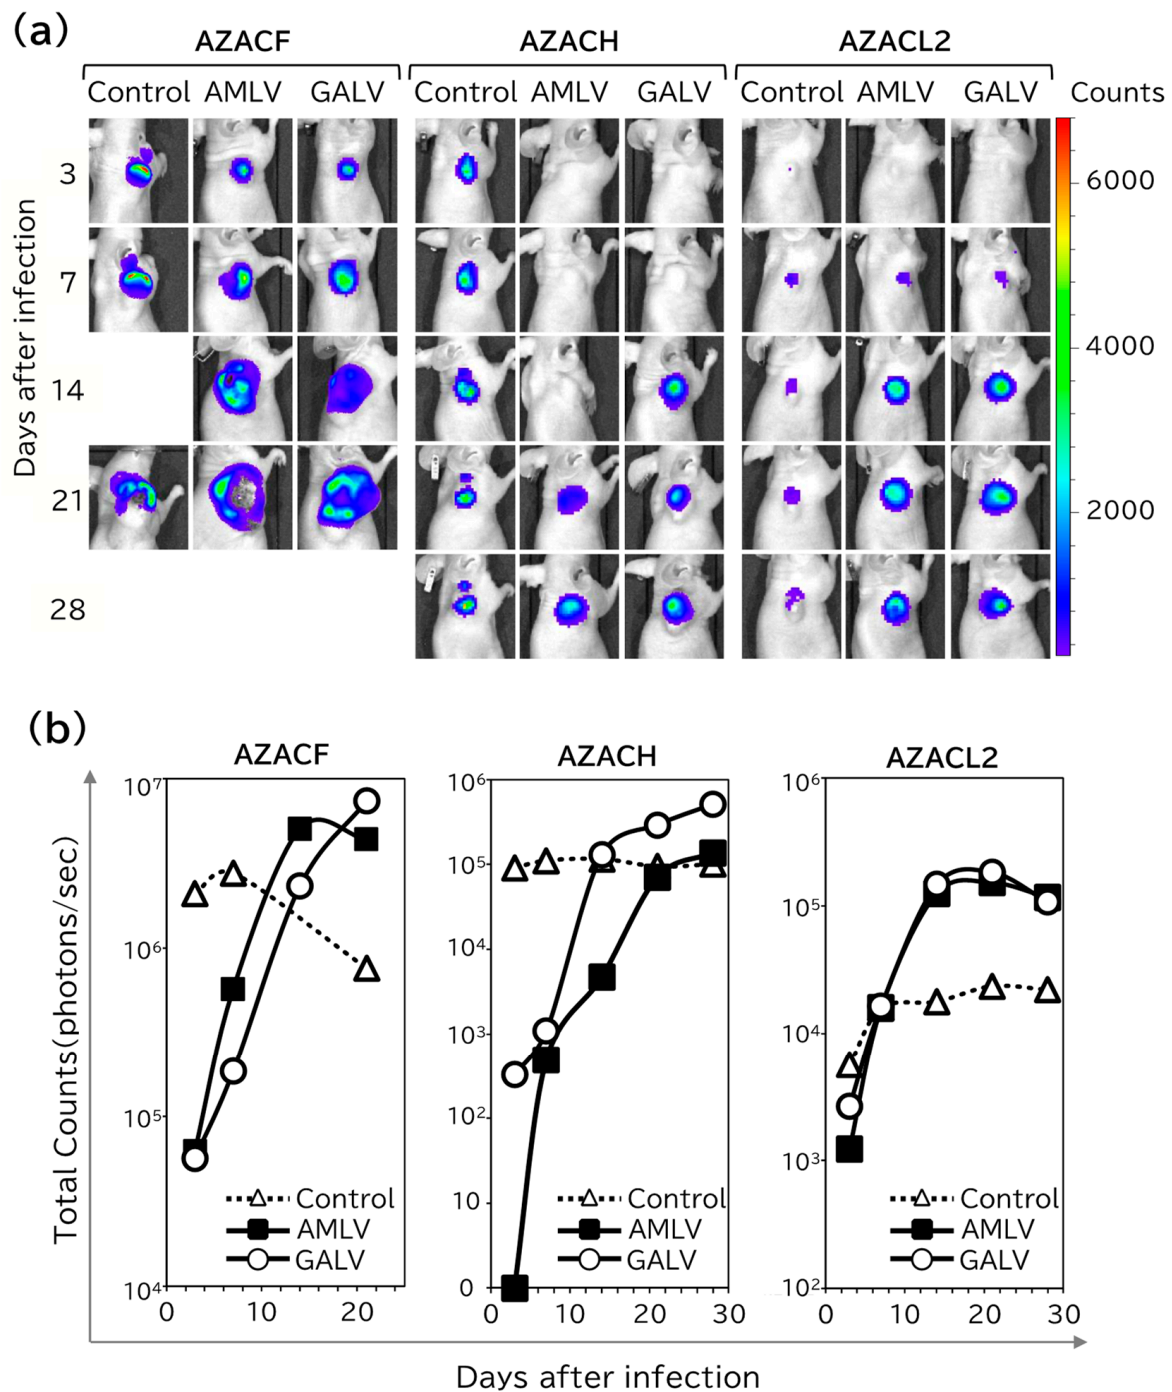 (a)
AZACF AZACH AZACL2
Control AMLV GALV Control AMLV GALV Control AMLV GALV Counts
3
6000
7
Days after infection
4000
14
21
2000
28
(b)
AZACF AZACH AZACL2
Total Counts(photons/sec)
10⁷
10⁶
10⁵
10⁴
0 10 20
Control
AMLV
GALV
10⁶
10⁵
10⁴
10³
10²
10
0
0 10 20 30
Control
AMLV
GALV
10⁶
10⁵
10⁴
10³
10²
0 10 20 30
Control
AMLV
GALV
Days after infection